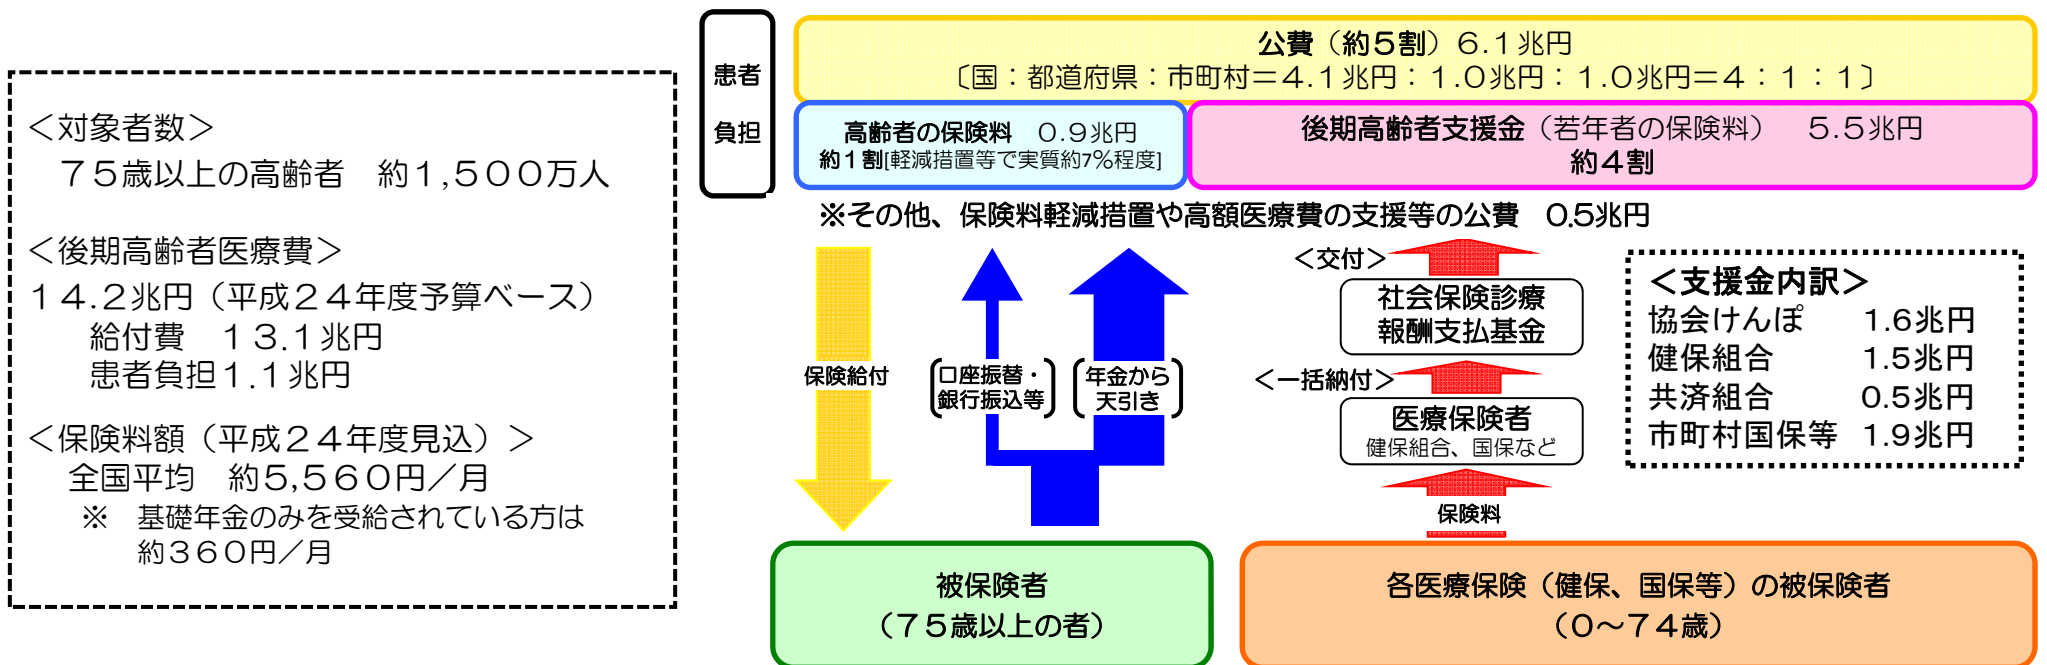 ＜対象者数＞
７５歳以上の高齢者　約１,５００万人
＜後期高齢者医療費＞
１４.２兆円（平成２４年度予算ベース）
給付費　１３.１兆円
患者負担１.１兆円
＜保険料額（平成２４年度見込）＞
全国平均　約５,５６０円／月
※　基礎年金のみを受給されている方は
約３６０円／月
患者
負担
公費（約５割）６.１兆円
〔国：都道府県：市町村＝４.１兆円：１.０兆円：１.０兆円＝４：１：１〕
高齢者の保険料　０.９兆円
約１割[軽減措置等で実質約7％程度]
後期高齢者支援金（若年者の保険料）　５.５兆円
約４割
※その他、保険料軽減措置や高額医療費の支援等の公費　０.５兆円
保険給付
口座振替・
銀行振込等
年金から
天引き
＜交付＞
社会保険診療
報酬支払基金
＜一括納付＞
医療保険者
健保組合、国保など
保険料
＜支援金内訳＞
協会けんぽ　1.6兆円
健保組合　1.5兆円
共済組合　0.5兆円
市町村国保等　1.9兆円
被保険者
（７５歳以上の者）
各医療保険（健保、国保等）の被保険者
（０～７４歳）